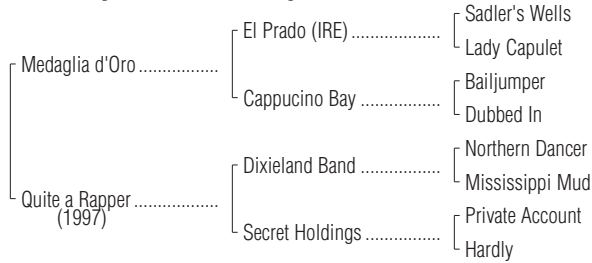 Sadler's Wells
El Prado (IRE) ...................
Lady Capulet
Medaglia d'Oro .................
Bailjumper
Cappucino Bay .................
Dubbed In
Northern Dancer
Dixieland Band ..................
Mississippi Mud
Quite a Rapper ..................
(1997)
Private Account
Secret Holdings ................
Hardly